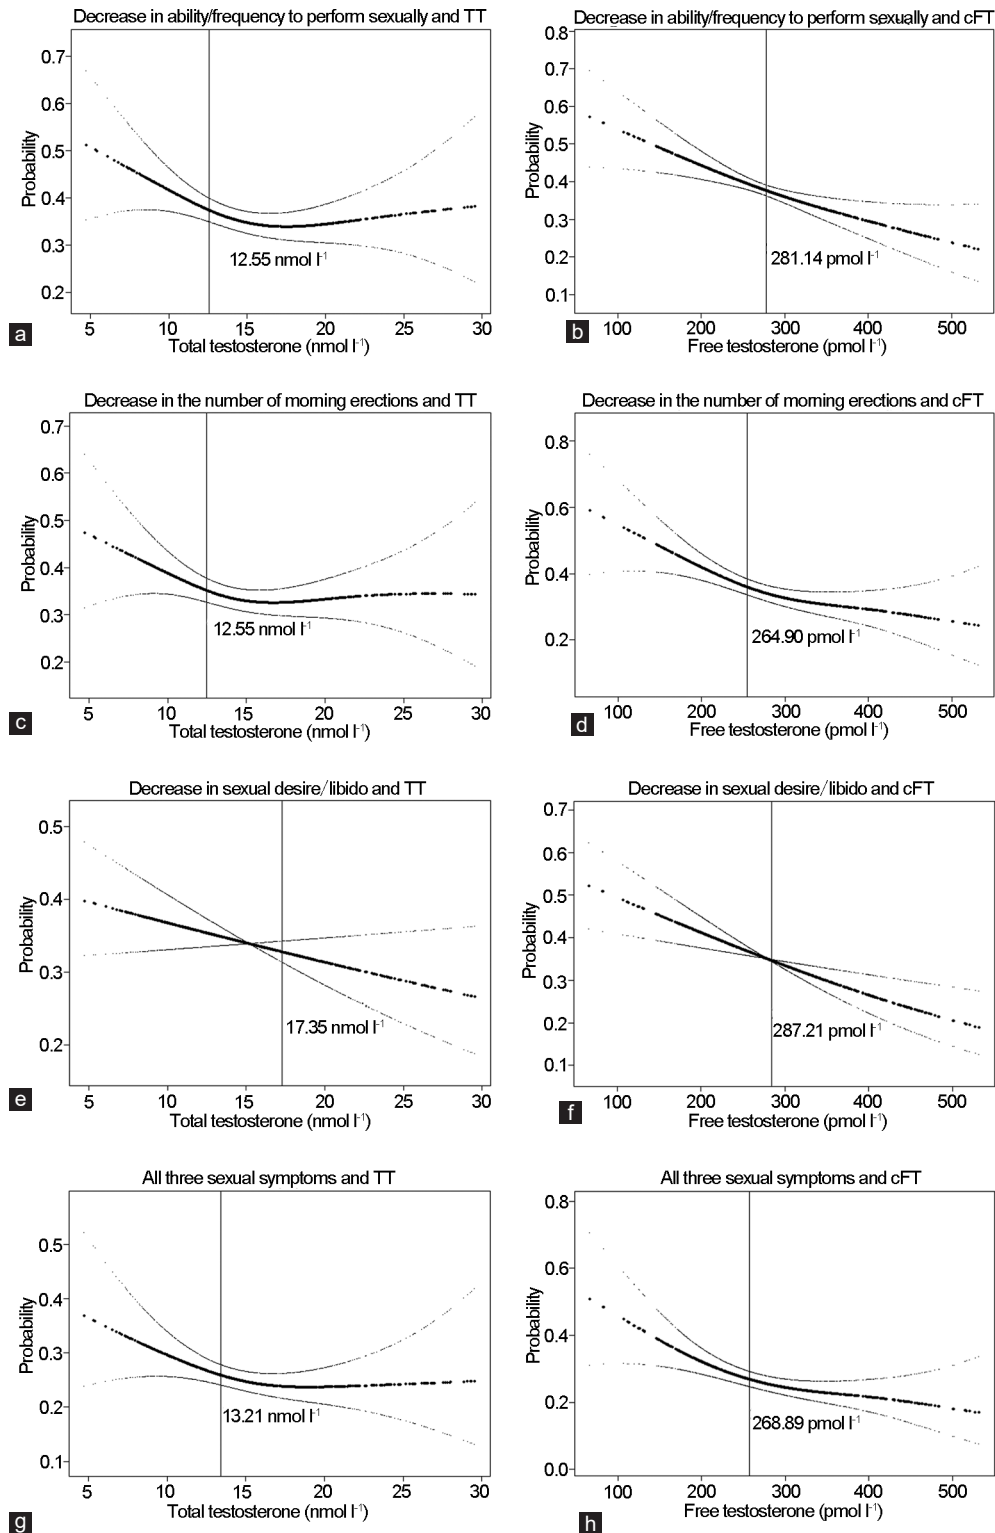 Decrease in ability/frequency to perform sexually and TT
0.7
0.6
0.5
0.4
0.3
0.2
Probability
12.55 nmol l⁻¹
5 10 15 20 25 30
Total testosterone (nmol l⁻¹)
a
Decrease in ability/frequency to perform sexually and cFT
0.8
0.7
0.6
0.5
0.4
0.3
0.2
0.1
Probability
281.14 pmol l⁻¹
100 200 300 400 500
Free testosterone (pmol l⁻¹)
b
Decrease in the number of morning erections and TT
0.7
0.6
0.5
0.4
0.3
0.2
Probability
12.55 nmol l⁻¹
5 10 15 20 25 30
Total testosterone (nmol l⁻¹)
c
Decrease in the number of morning erections and cFT
0.8
0.6
0.4
0.2
Probability
264.90 pmol l⁻¹
100 200 300 400 500
Free testosterone (pmol l⁻¹)
d
Decrease in sexual desire/libido and TT
0.5
0.4
0.3
0.2
Probability
17.35 nmol l⁻¹
5 10 15 20 25 30
Total testosterone (nmol l⁻¹)
e
Decrease in sexual desire/libido and cFT
0.7
0.6
0.5
0.4
0.3
0.2
0.1
Probability
287.21 pmol l⁻¹
100 200 300 400 500
Free testosterone (pmol l⁻¹)
f
All three sexual symptoms and TT
0.5
0.4
0.3
0.2
0.1
Probability
13.21 nmol l⁻¹
5 10 15 20 25 30
Total testosterone (nmol l⁻¹)
g
All three sexual symptoms and cFT
0.8
0.6
0.4
0.2
0.0
Probability
268.89 pmol l⁻¹
100 200 300 400 500
Free testosterone (pmol l⁻¹)
h